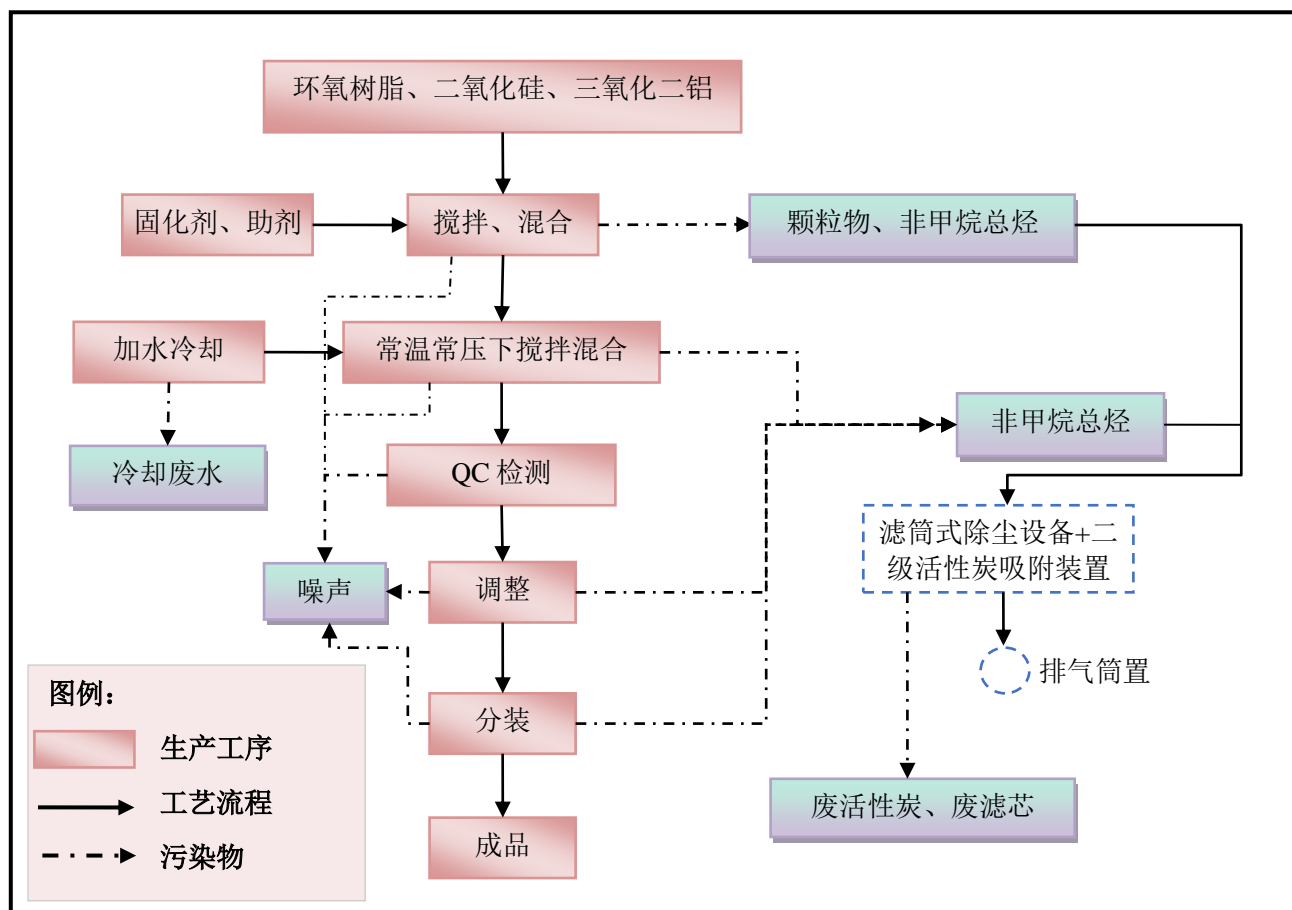 环氧树脂、二氧化硅、三氧化二铝
固化剂、助剂
搅拌、混合
颗粒物、非甲烷总烃
加水冷却
常温常压下搅拌混合
非甲烷总烃
冷却废水
QC 检测
滤筒式除尘设备+二
级活性炭吸附装置
噪声
调整
排气筒置
图例：
分装
生产工序
工艺流程
废活性炭、废滤芯
成品
污染物